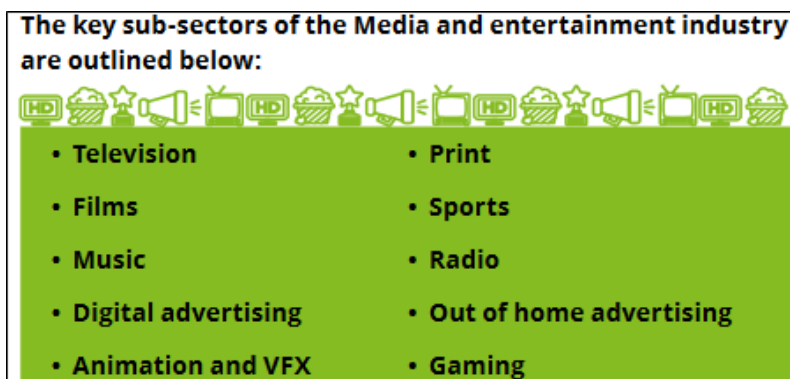 The key sub-sectors of the Media and entertainment industry
are outlined below:
HD HD HD HD
• Television
• Films
• Music
• Digital advertising
• Animation and VFX
• Print
• Sports
• Radio
• Out of home advertising
• Gaming